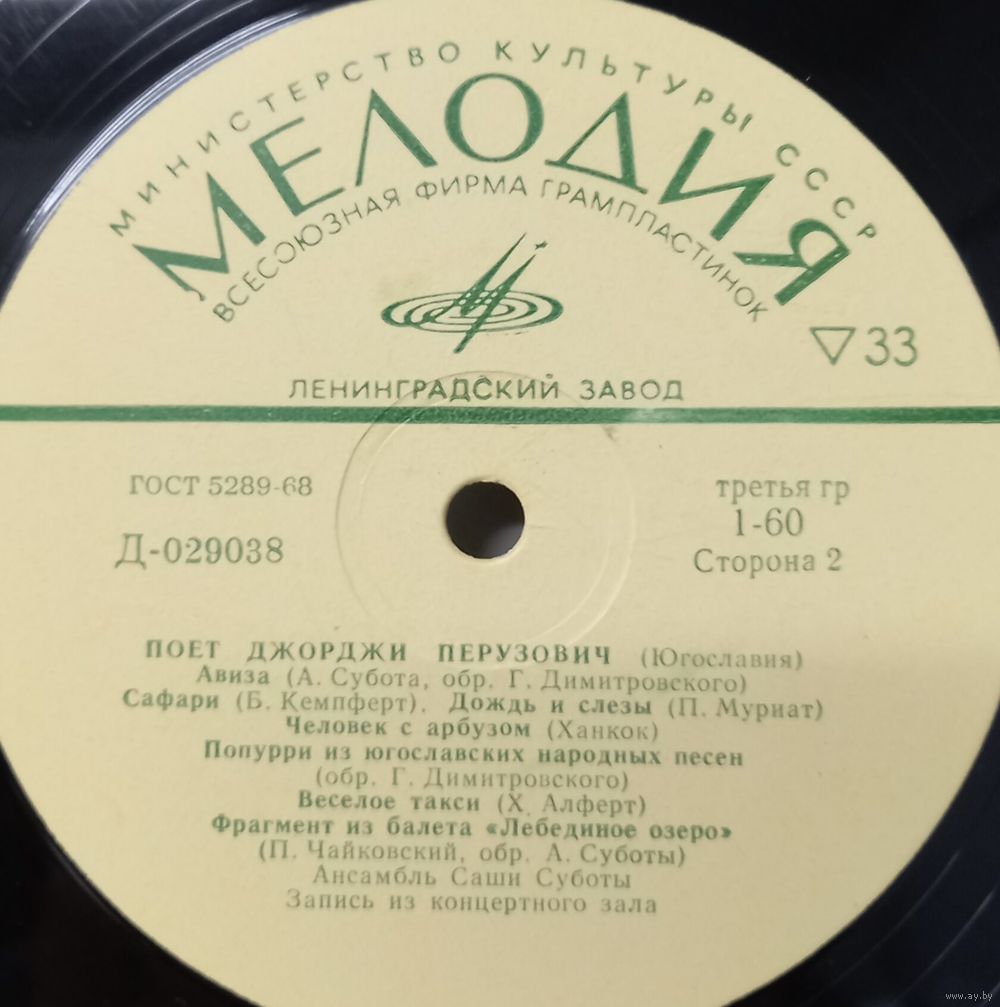 МИНИСТЕРСТВО КУЛЬТУРЫ СССР
МЕЛОДИЯ
ВСЕСОЮЗНАЯ ФИРМА ГРАМПЛАСТИНОК
33
ЛЕНИНГРАДСКИЙ ЗАВОД
ГОСТ 5289-68
третья гр
Д-029038
1-60
Сторона 2
ПОЕТ ДЖОРДЖИ ПЕРУЗОВИЧ (Югославия)
Авиза (А. Субота, обр. Г. Димитровского)
Сафари (Б. Кемпферт). Дождь и слезы (П. Муриат)
Человек с арбузом (Ханкок)
Попурри из югославских народных песен
(обр. Г. Димитровского)
Веселое такси (Х. Алферт)
Фрагмент из балета «Лебединое озеро»
(П. Чайковский, обр. А. Суботы)
Ансамбль Саши Суботы
Запись из концертного зала
www.ay.by